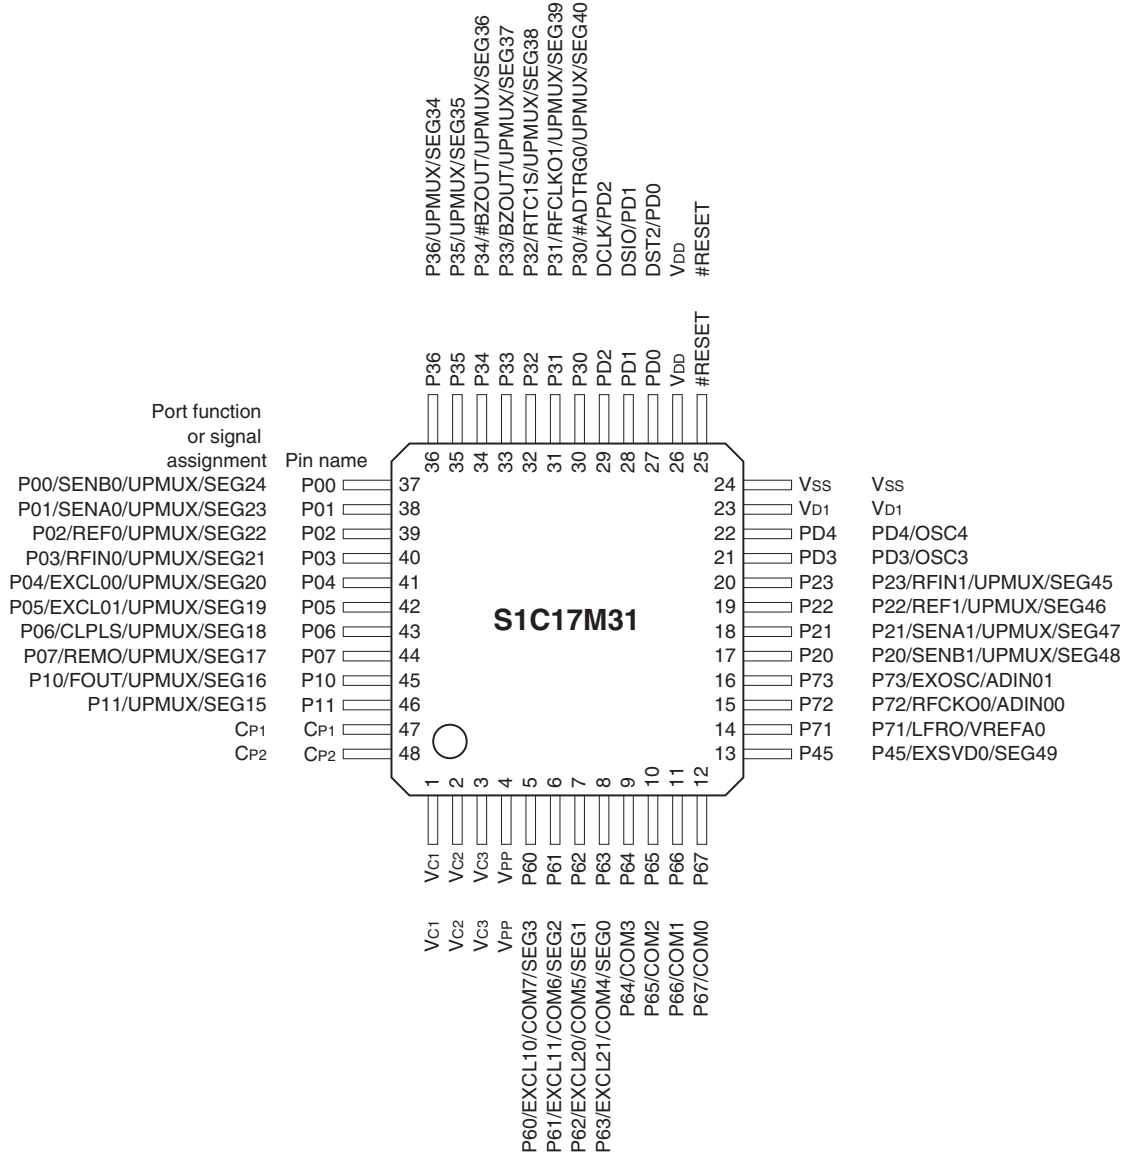 P36/UPMUX/SEG34
P35/UPMUX/SEG35
P34/#BZOUT/UPMUX/SEG36
P33/BZOUT/UPMUX/SEG37
P32/RTC1S/UPMUX/SEG38
P31/RFCLKO1/UPMUX/SEG39
P30/#ADTRG0/UPMUX/SEG40
DCLK/PD2
DSIO/PD1
DST2/PD0
VDD
#RESET
P36
P35
P34
P33
P32
P31
P30
PD2
PD1
PD0
VDD
#RESET
36
35
34
33
32
31
30
29
28
27
26
25
Port function
or signal
assignment Pin name
P00/SENB0/UPMUX/SEG24 P00 37
P01/SENA0/UPMUX/SEG23 P01 38
P02/REF0/UPMUX/SEG22 P02 39
P03/RFIN0/UPMUX/SEG21 P03 40
P04/EXCL00/UPMUX/SEG20 P04 41
P05/EXCL01/UPMUX/SEG19 P05 42
P06/CLPLS/UPMUX/SEG18 P06 43
P07/REMO/UPMUX/SEG17 P07 44
P10/FOUT/UPMUX/SEG16 P10 45
P11/UPMUX/SEG15 P11 46
CP1 CP1 47
CP2 CP2 48
S1C17M31
24 VSS VSS
23 VD1 VD1
22 PD4 PD4/OSC4
21 PD3 PD3/OSC3
20 P23 P23/RFIN1/UPMUX/SEG45
19 P22 P22/REF1/UPMUX/SEG46
18 P21 P21/SENA1/UPMUX/SEG47
17 P20 P20/SENB1/UPMUX/SEG48
16 P73 P73/EXOSC/ADIN01
15 P72 P72/RFCKO0/ADIN00
14 P71 P71/LFRO/VREFA0
13 P45 P45/EXSVD0/SEG49
1
2
3
4
5
6
7
8
9
10
11
12
VC1
VC2
VC3
VPP
P60
P61
P62
P63
P64
P65
P66
P67
VC1
VC2
VC3
VPP
P60/EXCL10/COM7/SEG3
P61/EXCL11/COM6/SEG2
P62/EXCL20/COM5/SEG1
P63/EXCL21/COM4/SEG0
P64/COM3
P65/COM2
P66/COM1
P67/COM0